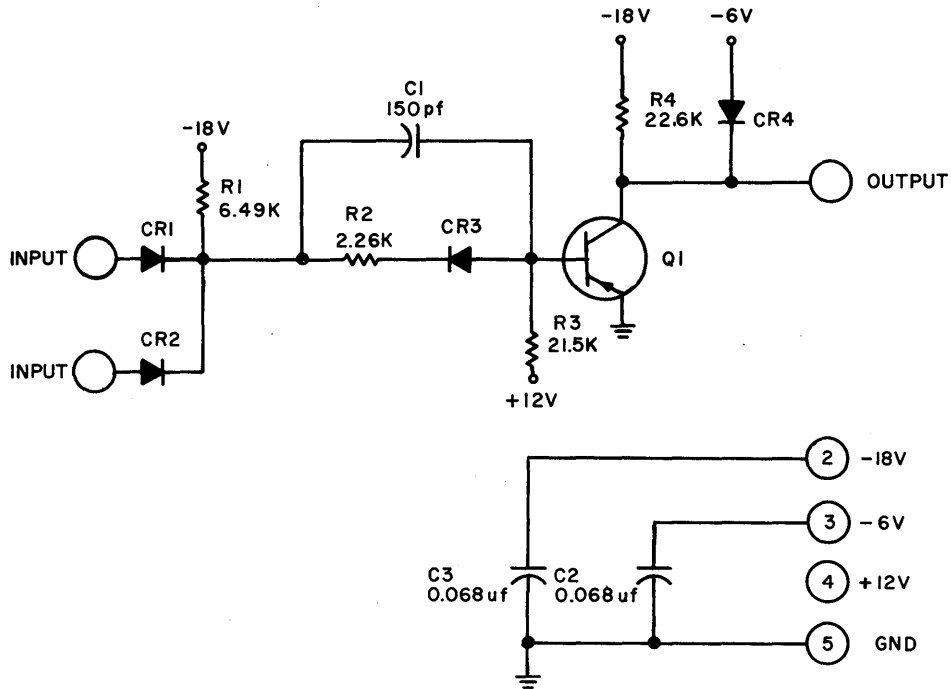 -18V
-6V
C1
150pf
R4
22.6K
CR4
-18V
R1
6.49K
OUTPUT
R2
2.26K
CR3
CR1
INPUT
Q1
CR2
INPUT
R3
21.5K
+12V
2 -18V
3 -6V
C3
0.068uf
C2
0.068uf
4 +12V
5 GND